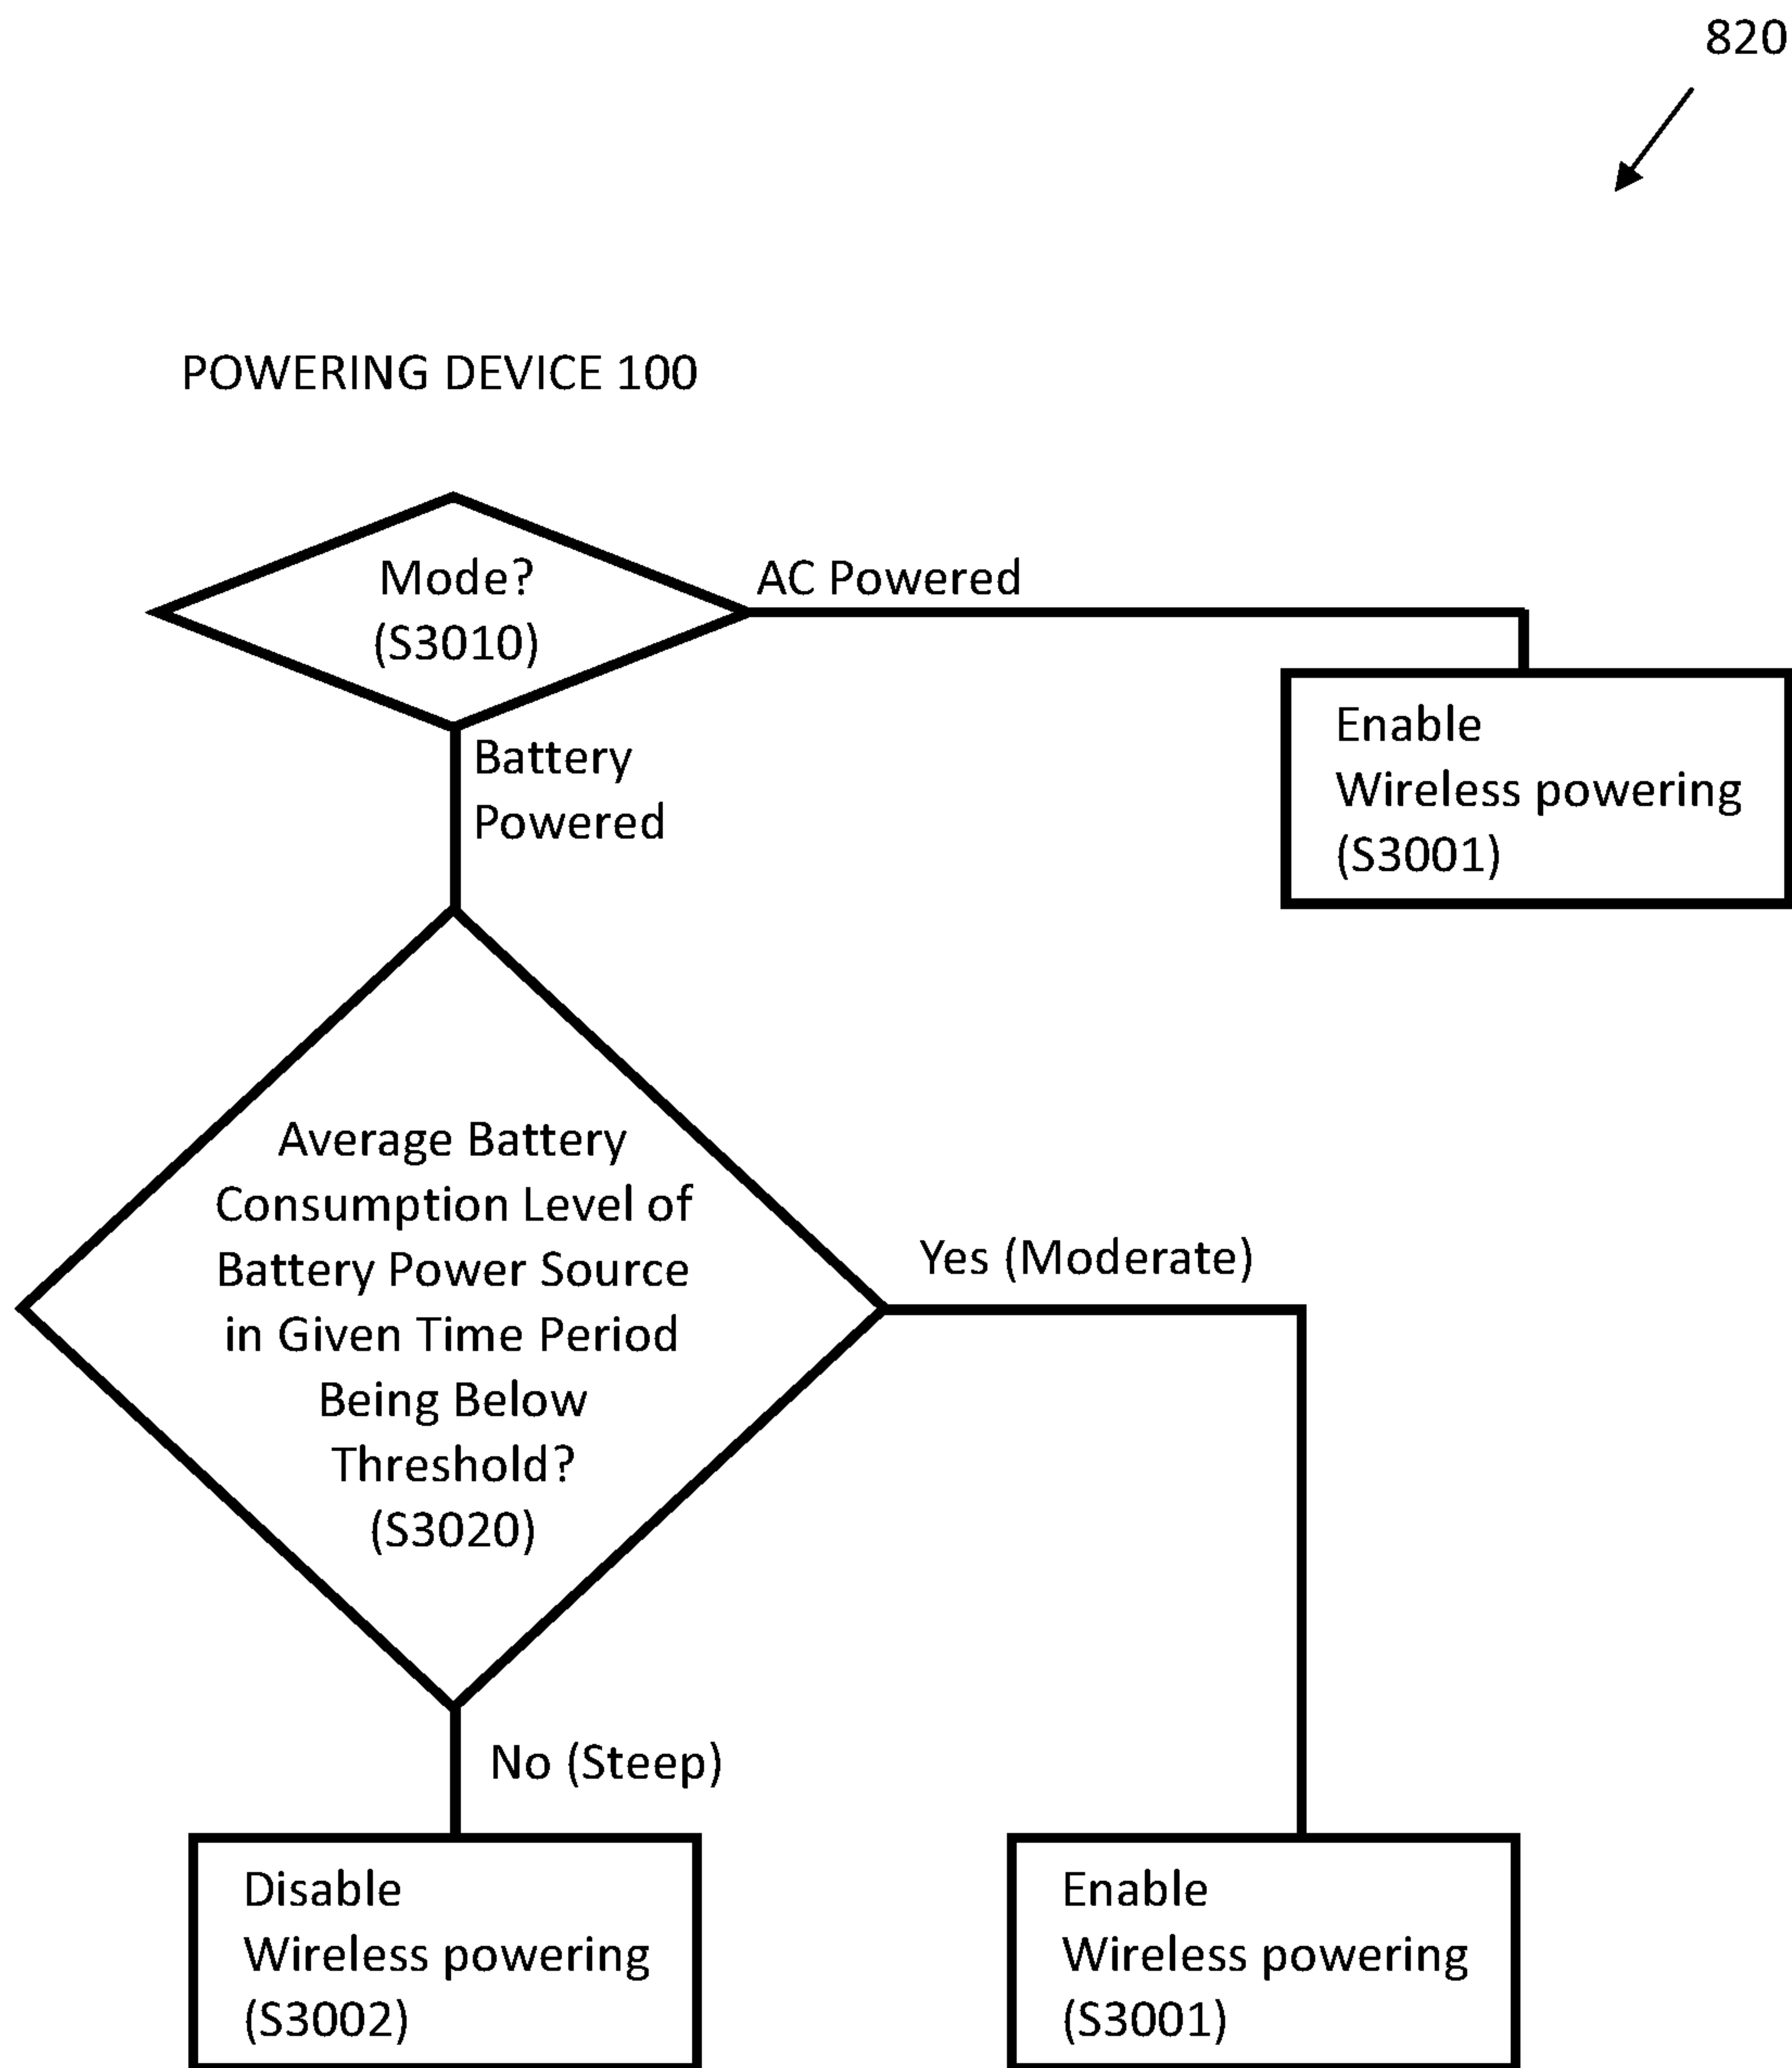 820
POWERING DEVICE 100
Mode?
(S3010)
AC Powered
Enable
Wireless powering
(S3001)
Battery
Powered
Average Battery
Consumption Level of
Battery Power Source
in Given Time Period
Being Below
Threshold?
(S3020)
Yes (Moderate)
No (Steep)
Disable
Wireless powering
(S3002)
Enable
Wireless powering
(S3001)